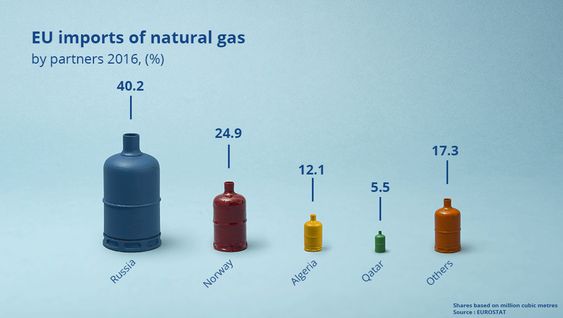 EU imports of natural gas
by partners 2016, (%)
40.2
24.9
12.1
5.5
17.3
Russia
Norway
Algeria
Qatar
Others
Shares based on million cubic metres
Source : EUROSTAT